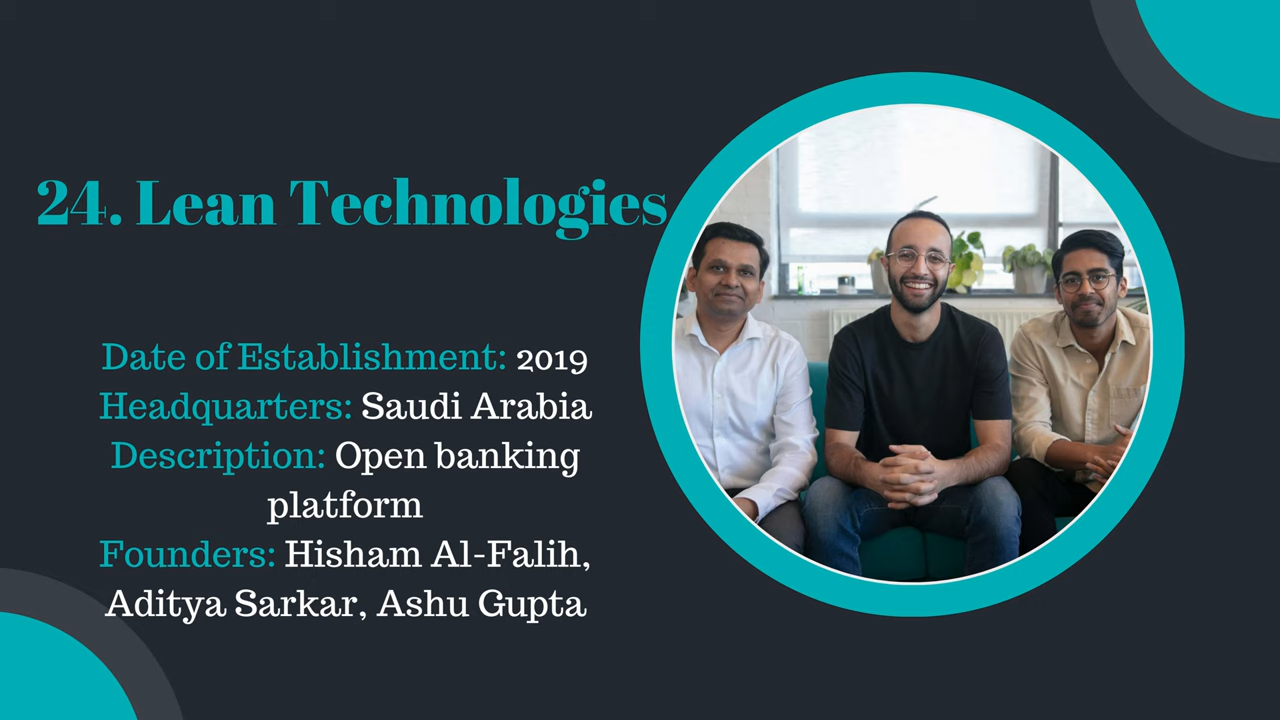 24. Lean Technologies
Date of Establishment: 2019
Headquarters: Saudi Arabia
Description: Open banking
platform
Founders: Hisham Al-Falih,
Aditya Sarkar, Ashu Gupta